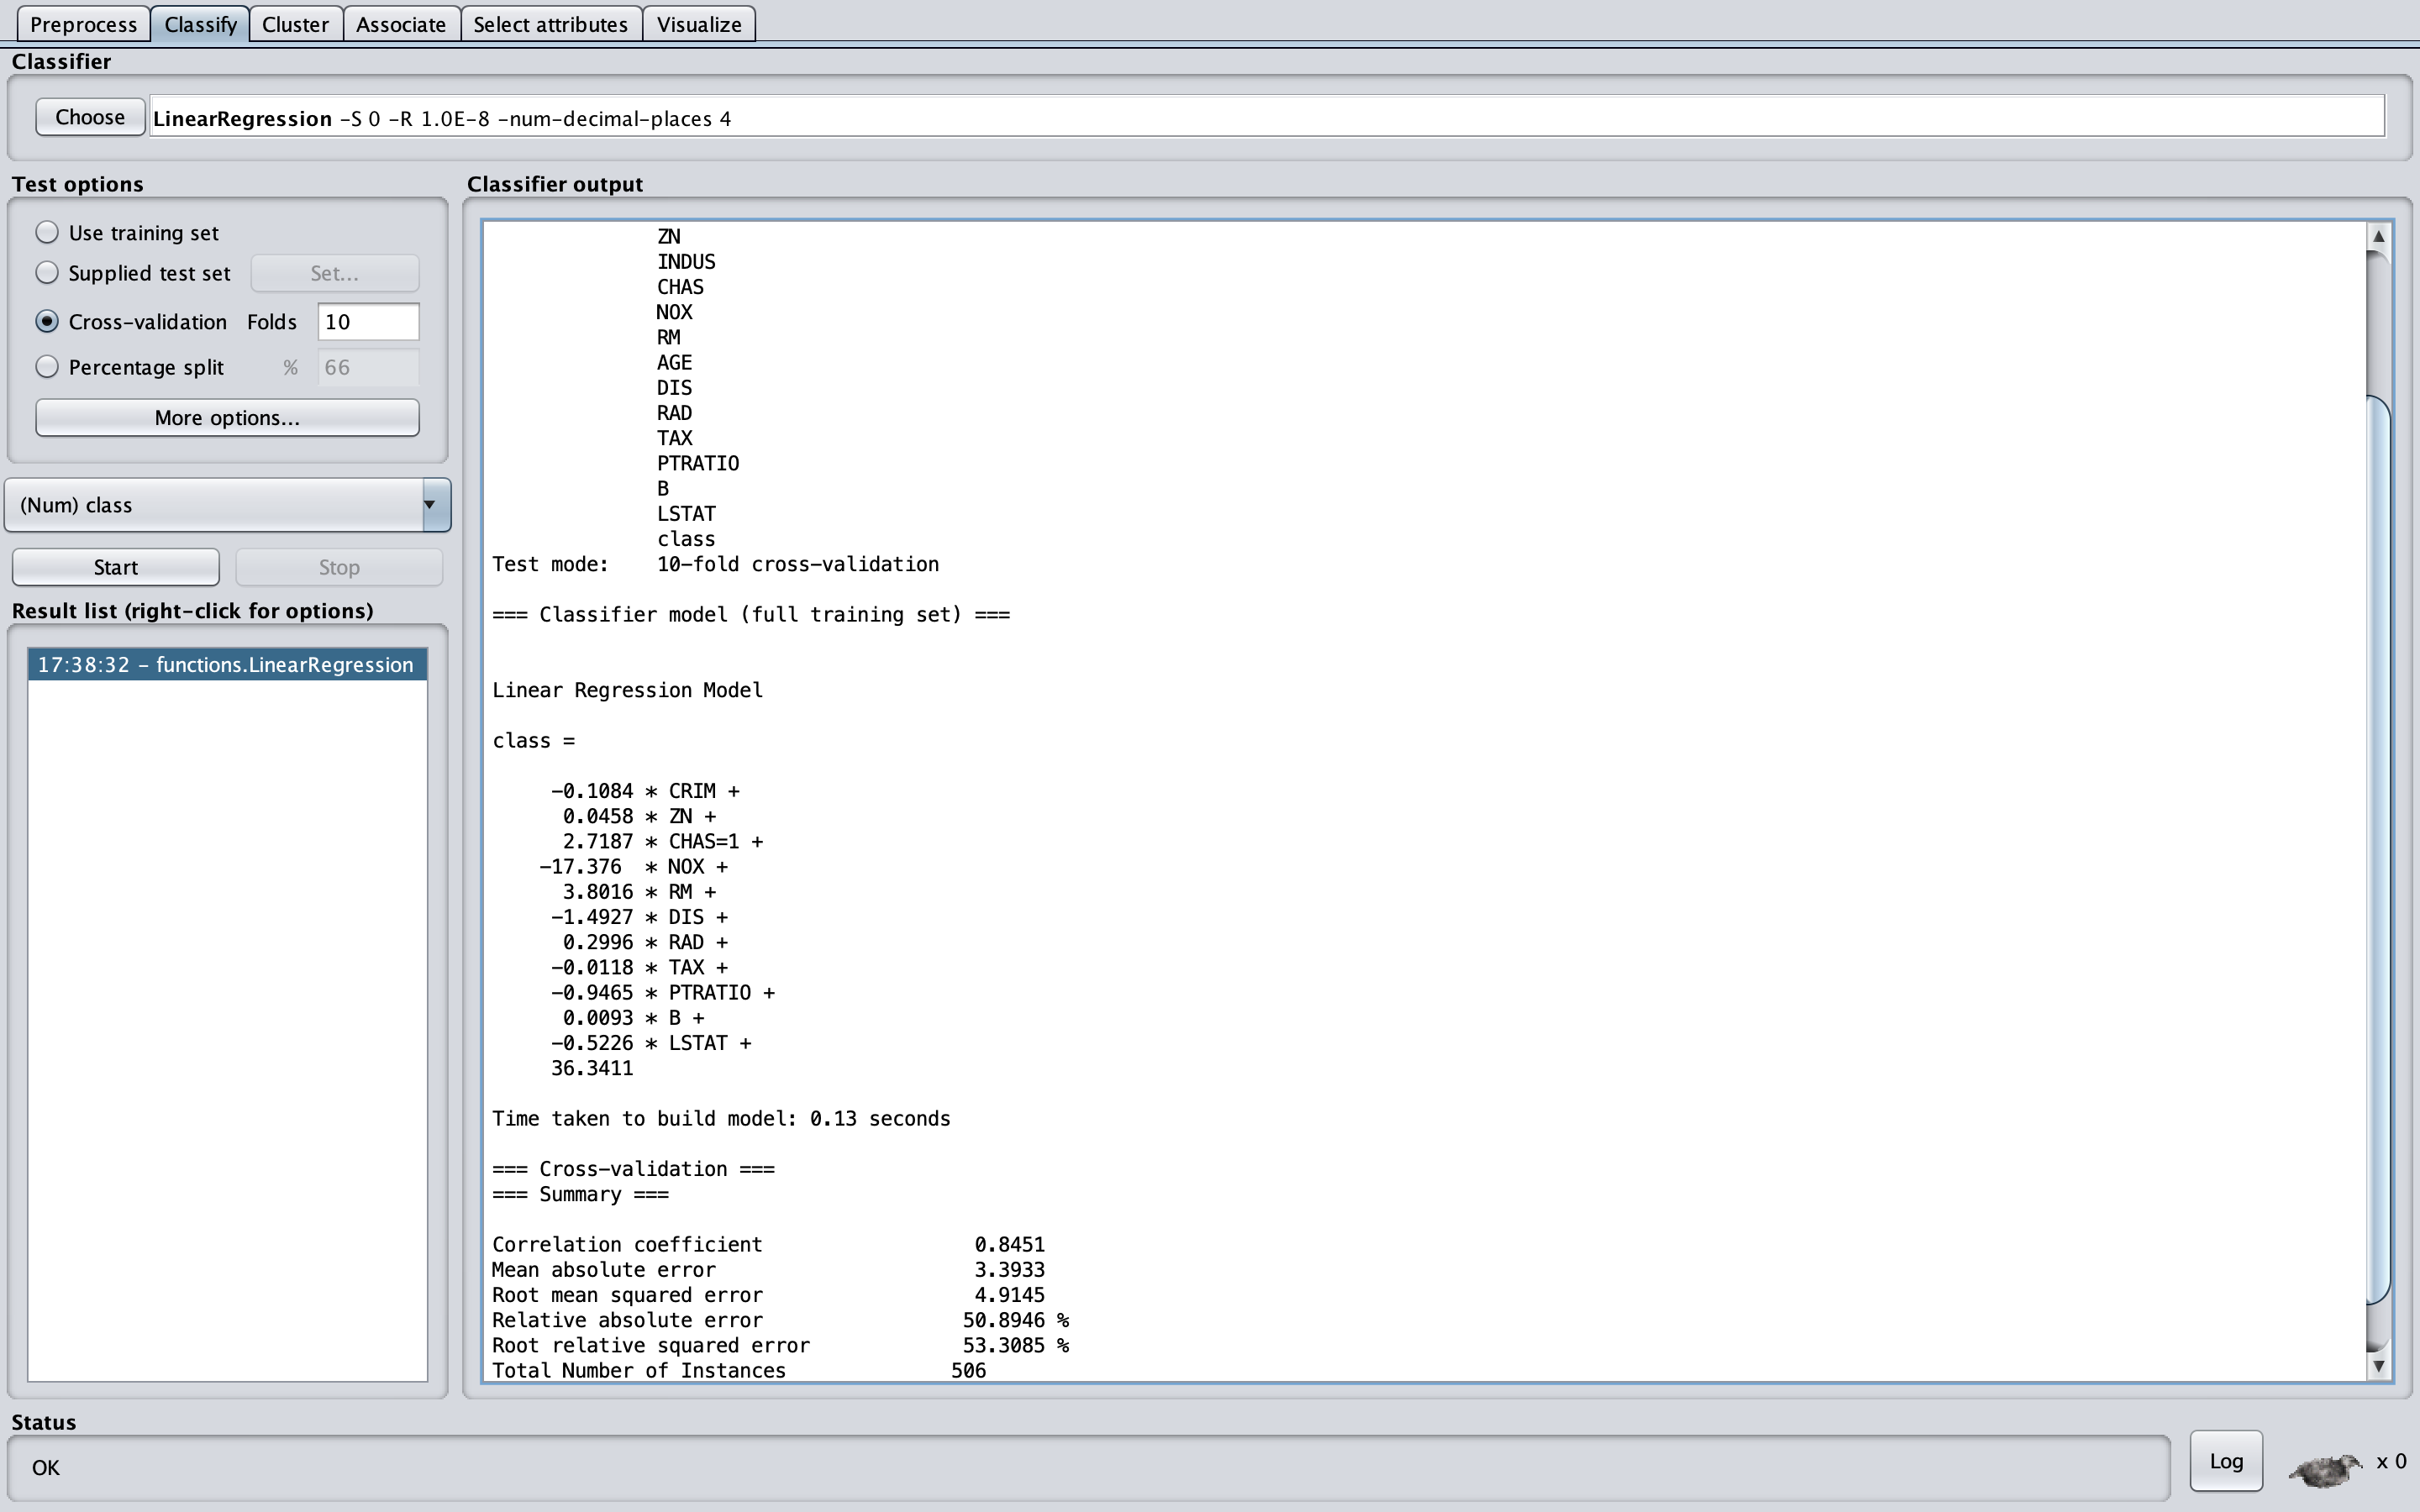 Preprocess Classify Cluster Associate Select attributes Visualize
Classifier
Choose LinearRegression -S 0 -R 1.0E-8 -num-decimal-places 4
Test options
Use training set
Supplied test set Set...
Cross-validation Folds 10
Percentage split % 66
More options...
(Num) class
Start Stop
Result list (right-click for options)
17:38:32 - functions.LinearRegression
Classifier output
ZN
INDUS
CHAS
NOX
RM
AGE
DIS
RAD
TAX
PTRATIO
B
LSTAT
class
Test mode: 10-fold cross-validation
=== Classifier model (full training set) ===
Linear Regression Model
class =
-0.1084 * CRIM +
0.0458 * ZN +
2.7187 * CHAS=1 +
-17.376 * NOX +
3.8016 * RM +
-1.4927 * DIS +
0.2996 * RAD +
-0.0118 * TAX +
-0.9465 * PTRATIO +
0.0093 * B +
-0.5226 * LSTAT +
36.3411
Time taken to build model: 0.13 seconds
=== Cross-validation ===
=== Summary ===
Correlation coefficient 0.8451
Mean absolute error 3.3933
Root mean squared error 4.9145
Relative absolute error 50.8946 %
Root relative squared error 53.3085 %
Total Number of Instances 506
Status
OK
Log x 0